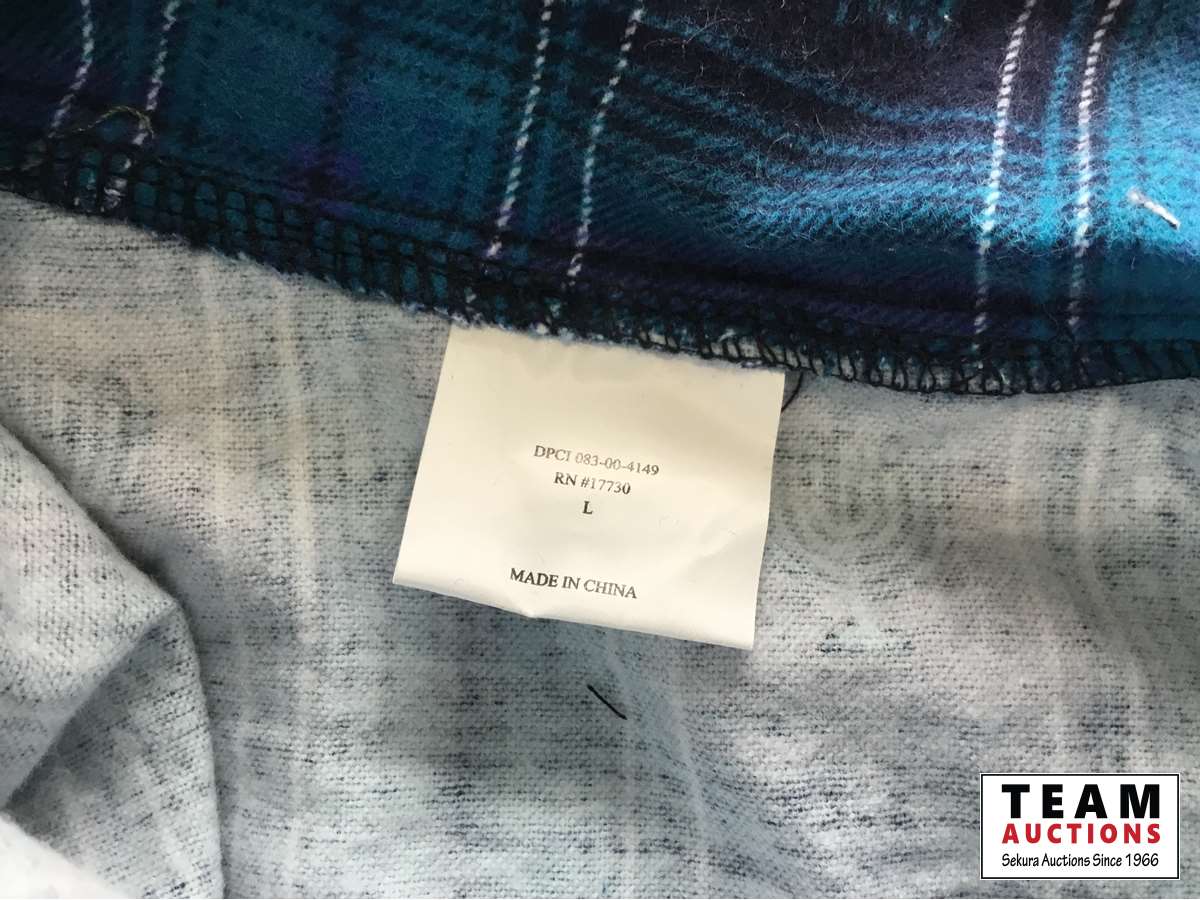 DPCI 083-00-4149
RN #17730
L
MADE IN CHINA
TEAM
AUCTIONS
Sekura Auctions Since 1966